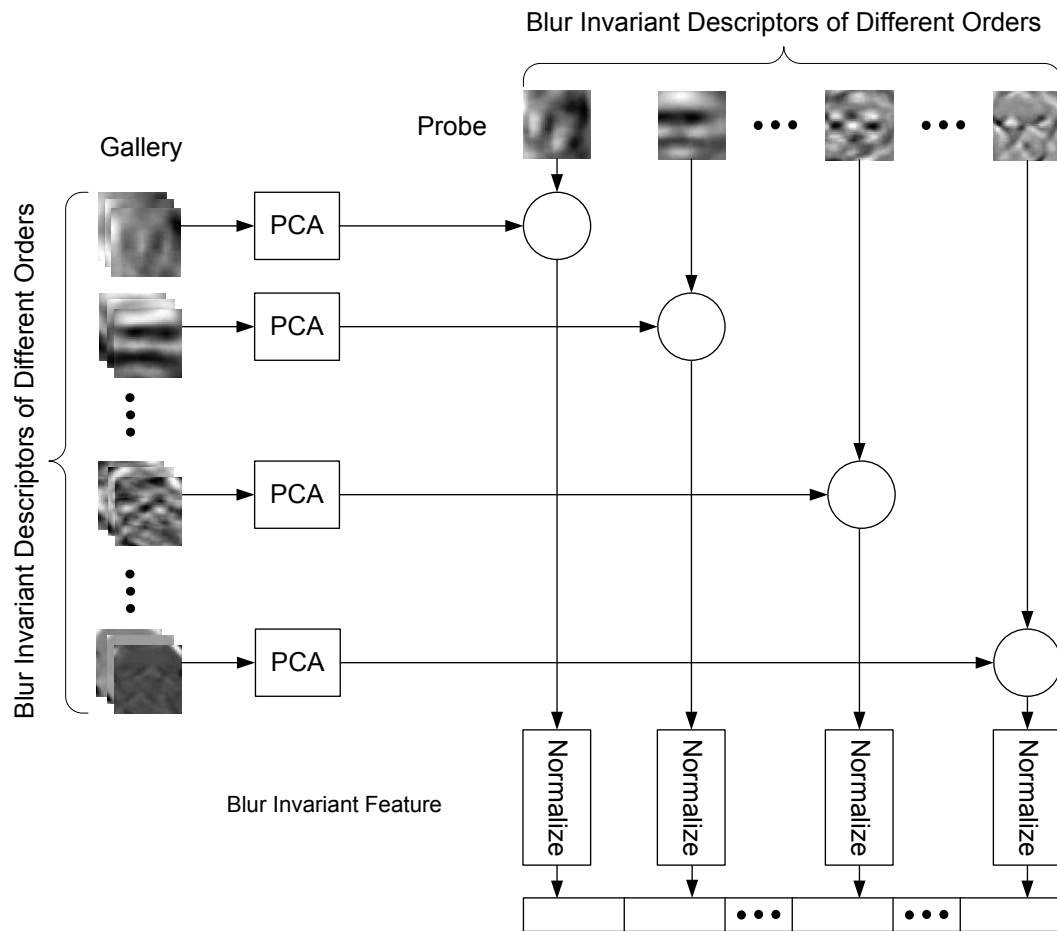 Blur Invariant Descriptors of Different Orders
Probe
Gallery
Blur Invariant Descriptors of Different Orders
PCA
PCA
PCA
PCA
Normalize
Normalize
Normalize
Normalize
Blur Invariant Feature